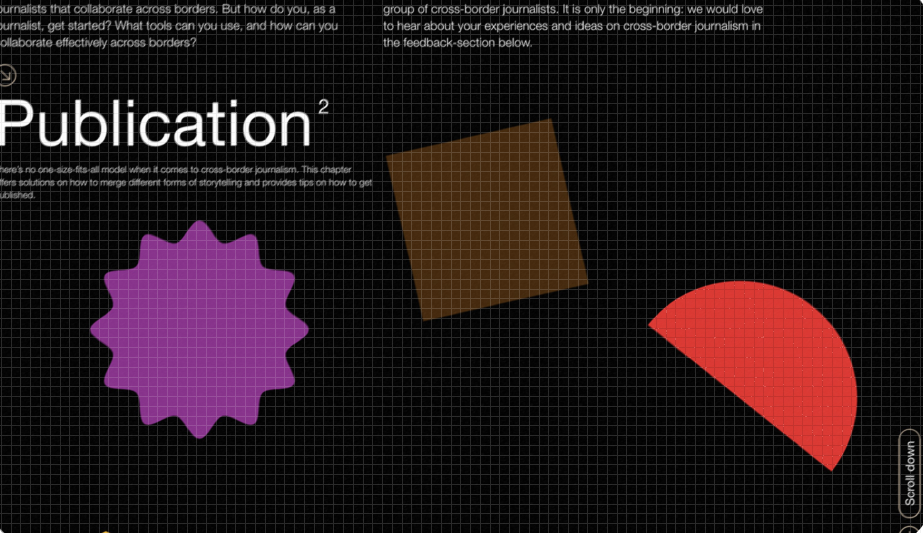 ournalists that collaborate across borders. But how do you, as a
ournalist, get started? What tools can you use, and how can you
ollaborate effectively across borders?
group of cross-border journalists. It is only the beginning: we would love
to hear about your experiences and ideas on cross-border journalism in
the feedback-section below.
Publication²
here's no one-size-fits-all model when it comes to cross-border journalism. This chapter
ffers solutions on how to merge different forms of storytelling and provides tips on how to get
ublished.
Scroll down